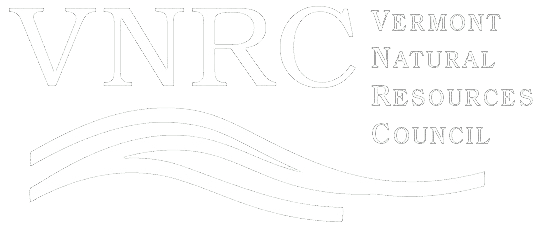 VNRC
VERMONT
NATURAL
RESOURCES
COUNCIL